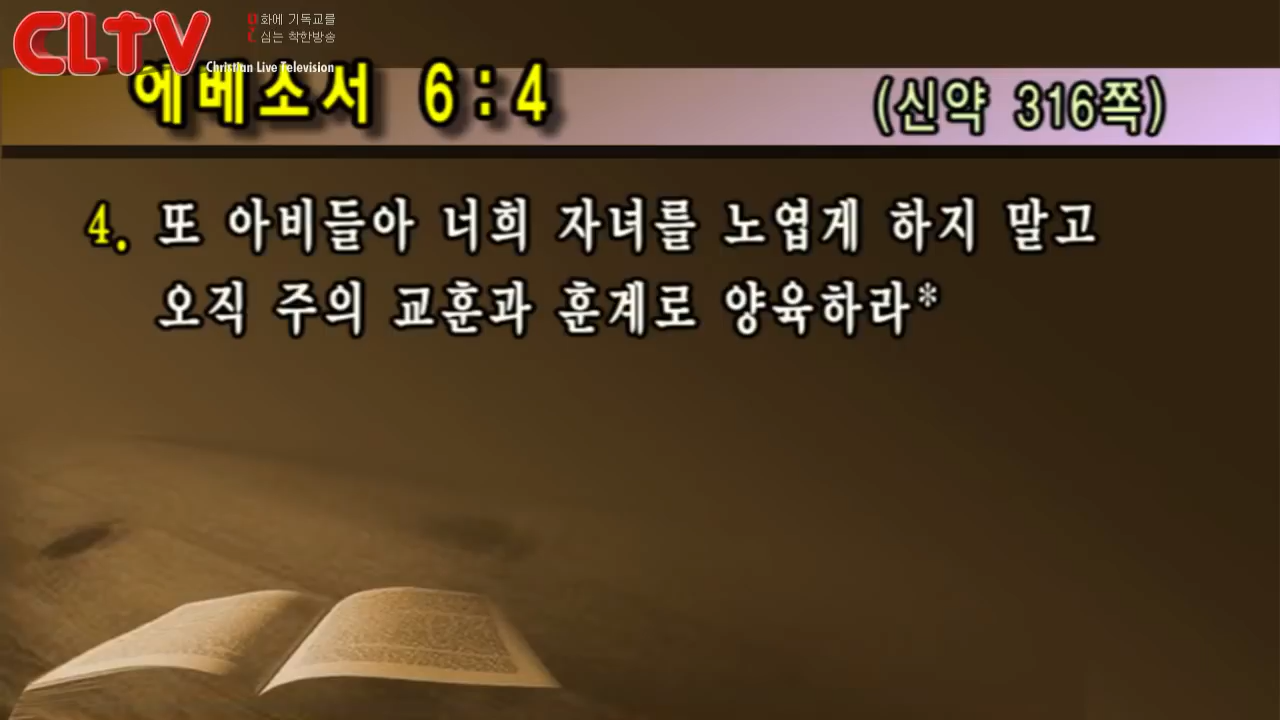 CLTV
화에 기독교를
심는 착한방송
Christian Live Television
에베소서 6:4
(신약 316쪽)
4. 또 아비들아 너희 자녀를 노엽게 하지 말고
오직 주의 교훈과 훈계로 양육하라*